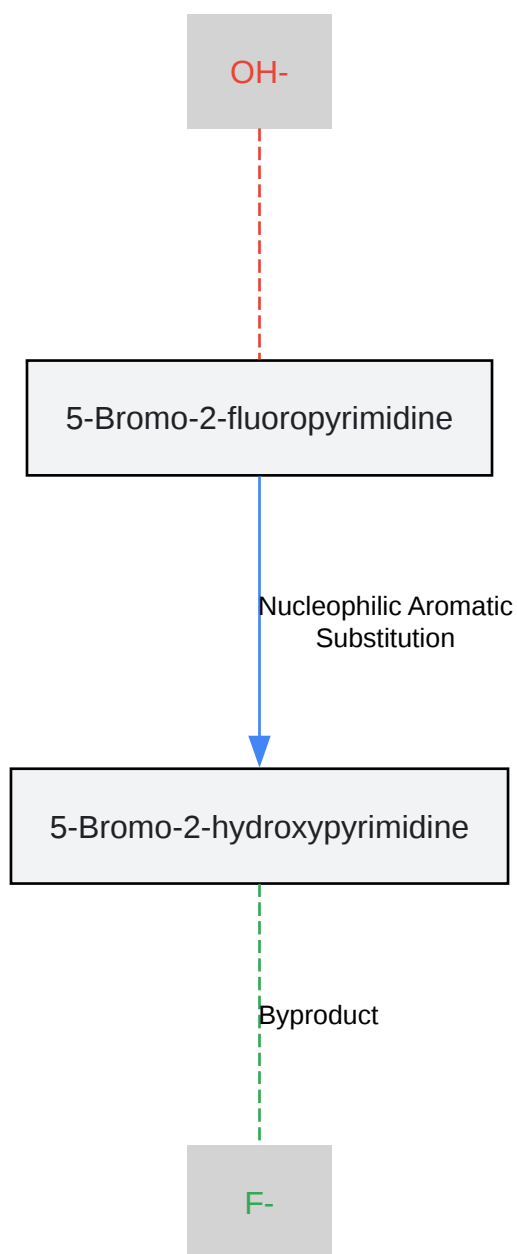 OH-
5-Bromo-2-fluoropyrimidine
Nucleophilic Aromatic
Substitution
5-Bromo-2-hydroxypyrimidine
Byproduct
F-